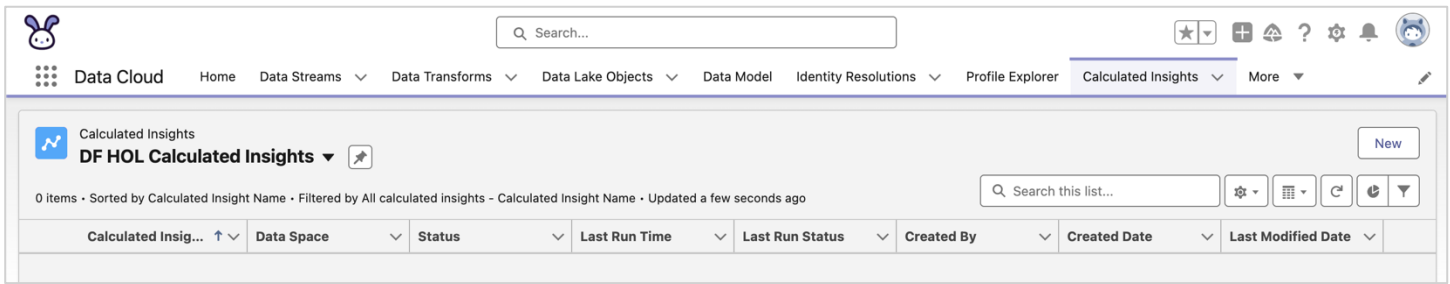 Search...
Data Cloud Home Data Streams Data Transforms Data Lake Objects Data Model Identity Resolutions Profile Explorer Calculated Insights More
Calculated Insights
DF HOL Calculated Insights
New
0 items • Sorted by Calculated Insight Name • Filtered by All calculated insights - Calculated Insight Name • Updated a few seconds ago
Search this list...
Calculated Insig... Data Space Status Last Run Time Last Run Status Created By Created Date Last Modified Date